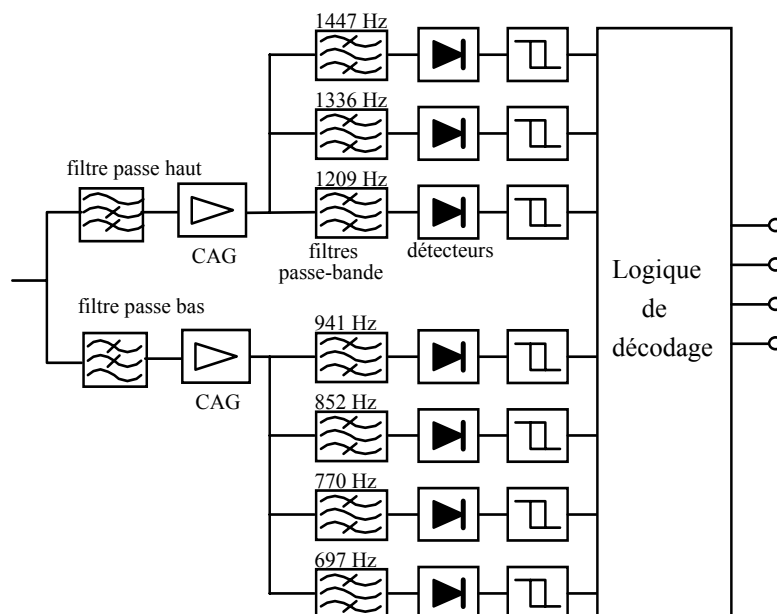 1447 Hz
1336 Hz
filtre passe haut
1209 Hz
CAG
filtres
passe-bande
détecteurs
Logique
de
décodage
filtre passe bas
941 Hz
CAG
852 Hz
770 Hz
697 Hz